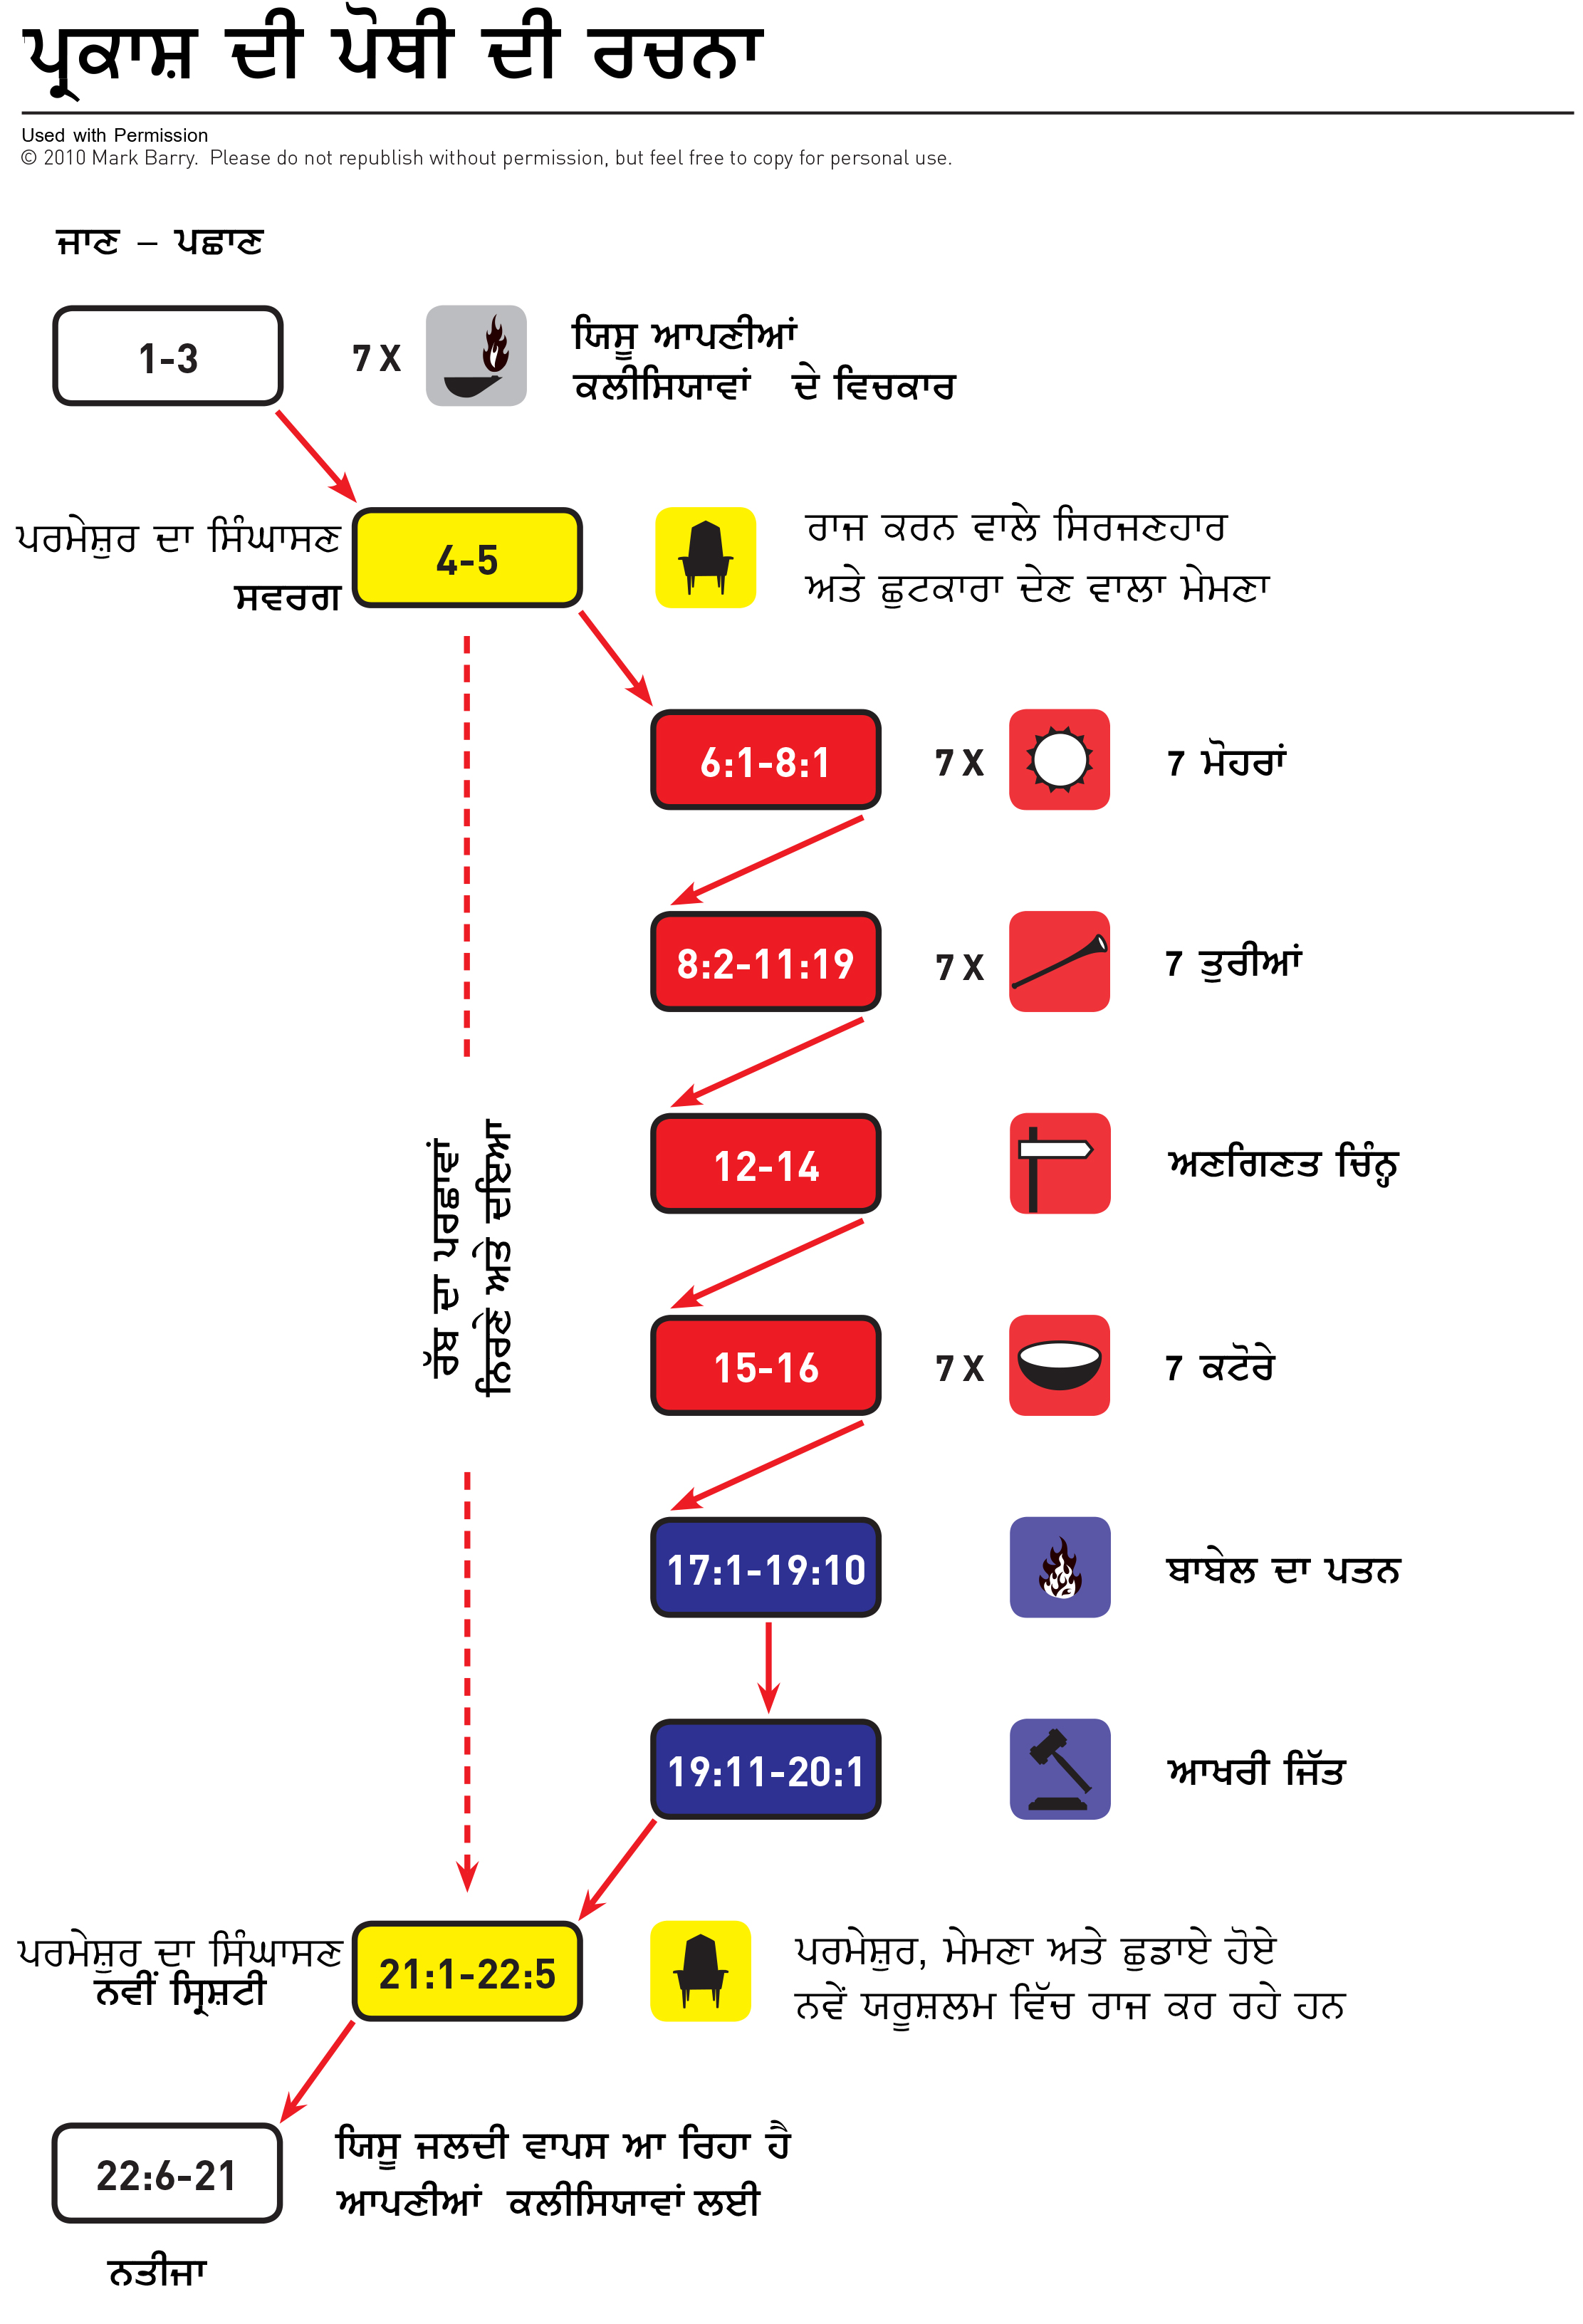 ਪ੍ਰਕਾਸ਼ ਦੀ ਪੋਥੀ ਦੀ ਰਚਨਾ
Used with Permission
© 2010 Mark Barry. Please do not republish without permission, but feel free to copy for personal use.
ਜਾਣ – ਪਛਾਣ
1-3
7 X
ਯਿਸੂ ਆਪਣੀਆਂ
ਕਲੀਸਿਯਾਵਾਂ ਦੇ ਵਿਚਕਾਰ
ਪਰਮੇਸ਼ੁਰ ਦਾ ਸਿੰਘਾਸਣ
ਸਵਰਗ
4-5
ਰਾਜ ਕਰਨ ਵਾਲੇ ਸਿਰਜਣਹਾਰ
ਅਤੇ ਛੁਟਕਾਰਾ ਦੇਣ ਵਾਲਾ ਮੇਮਣਾ
6:1-8:1
7 X
7 ਮੋਹਰਾਂ
8:2-11:19
7 X
7 ਤੁਰੀਆਂ
ਰੱਬ ਦਾ ਪਰਛਾਵਾਂ
ਨਿਰਣੇ ਅਤੇ ਦਇਆ
12-14
ਅਣਗਿਣਤ ਚਿੰਨ੍ਹ
15-16
7 X
7 ਕਟੋਰੇ
17:1-19:10
ਬਾਬੇਲ ਦਾ ਪਤਨ
19:11-20:1
ਆਖਰੀ ਜਿੱਤ
ਪਰਮੇਸ਼ੁਰ ਦਾ ਸਿੰਘਾਸਣ
ਨਵੀਂ ਸ੍ਰਿਸ਼ਟੀ
21:1-22:5
ਪਰਮੇਸ਼ੁਰ, ਮੇਮਣਾ ਅਤੇ ਛੁਡਾਏ ਹੋਏ
ਨਵੇਂ ਯਰੂਸ਼ਲਮ ਵਿੱਚ ਰਾਜ ਕਰ ਰਹੇ ਹਨ
22:6-21
ਯਿਸੂ ਜਲਦੀ ਵਾਪਸ ਆ ਰਿਹਾ ਹੈ
ਆਪਣੀਆਂ ਕਲੀਸਿਯਾਵਾਂ ਲਈ
ਨਤੀਜਾ